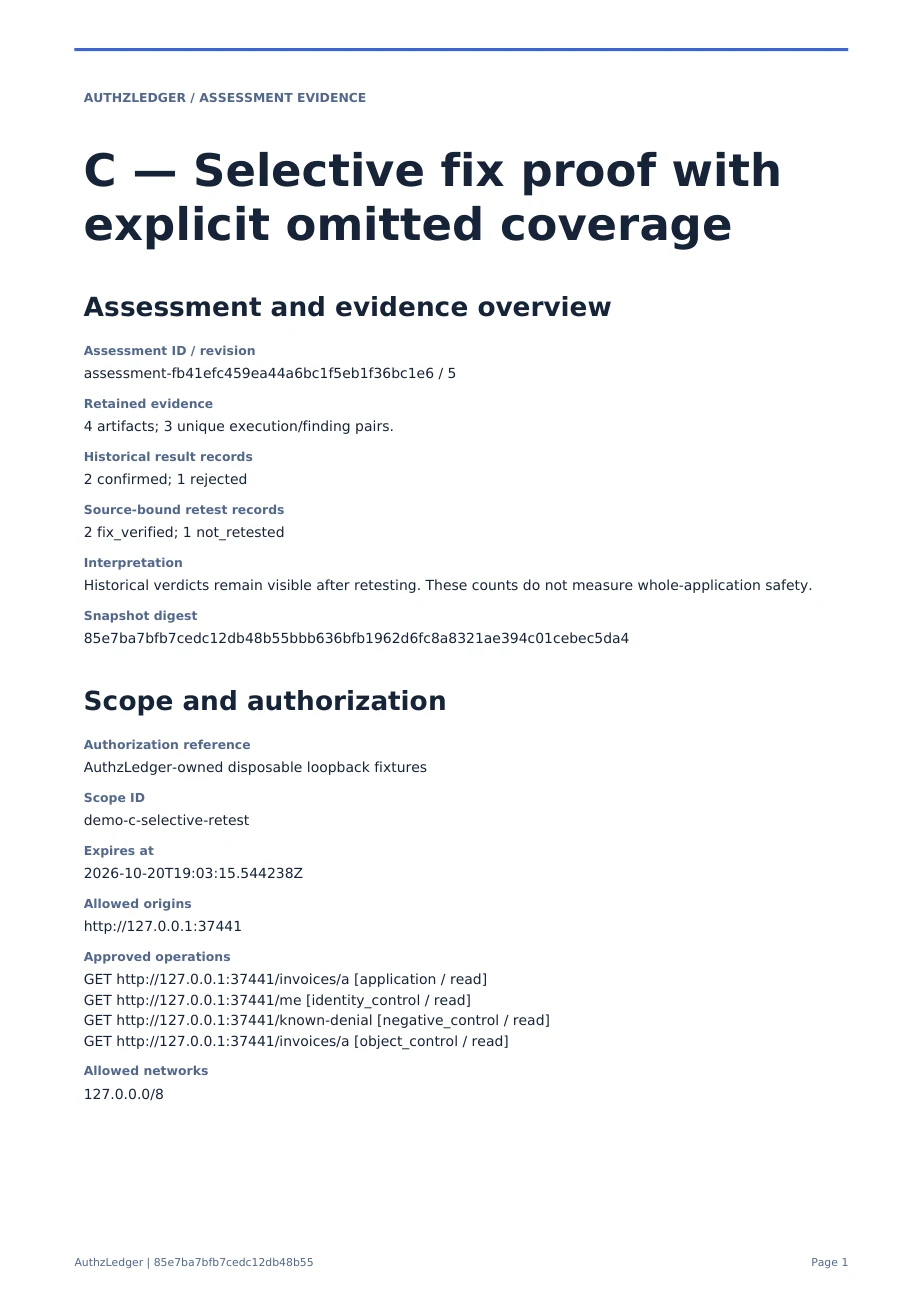 AUTHZLEDGER / ASSESSMENT EVIDENCE
C — Selective fix proof with
explicit omitted coverage
Assessment and evidence overview
Assessment ID / revision
assessment-fb41efc459ea44a6bc1f5eb1f36bc1e6 / 5
Retained evidence
4 artifacts; 3 unique execution/finding pairs.
Historical result records
2 confirmed; 1 rejected
Source-bound retest records
2 fix_verified; 1 not_retested
Interpretation
Historical verdicts remain visible after retesting. These counts do not measure whole-application safety.
Snapshot digest
85e7ba7bfb7cedc12db48b55bbb636bfb1962d6fc8a8321ae394c01cebec5da4
Scope and authorization
Authorization reference
AuthzLedger-owned disposable loopback fixtures
Scope ID
demo-c-selective-retest
Expires at
2026-10-20T19:03:15.544238Z
Allowed origins
http://127.0.0.1:37441
Approved operations
GET http://127.0.0.1:37441/invoices/a [application / read]
GET http://127.0.0.1:37441/me [identity_control / read]
GET http://127.0.0.1:37441/known-denial [negative_control / read]
GET http://127.0.0.1:37441/invoices/a [object_control / read]
Allowed networks
127.0.0.0/8
AuthzLedger | 85e7ba7bfb7cedc12db48b55
Page 1